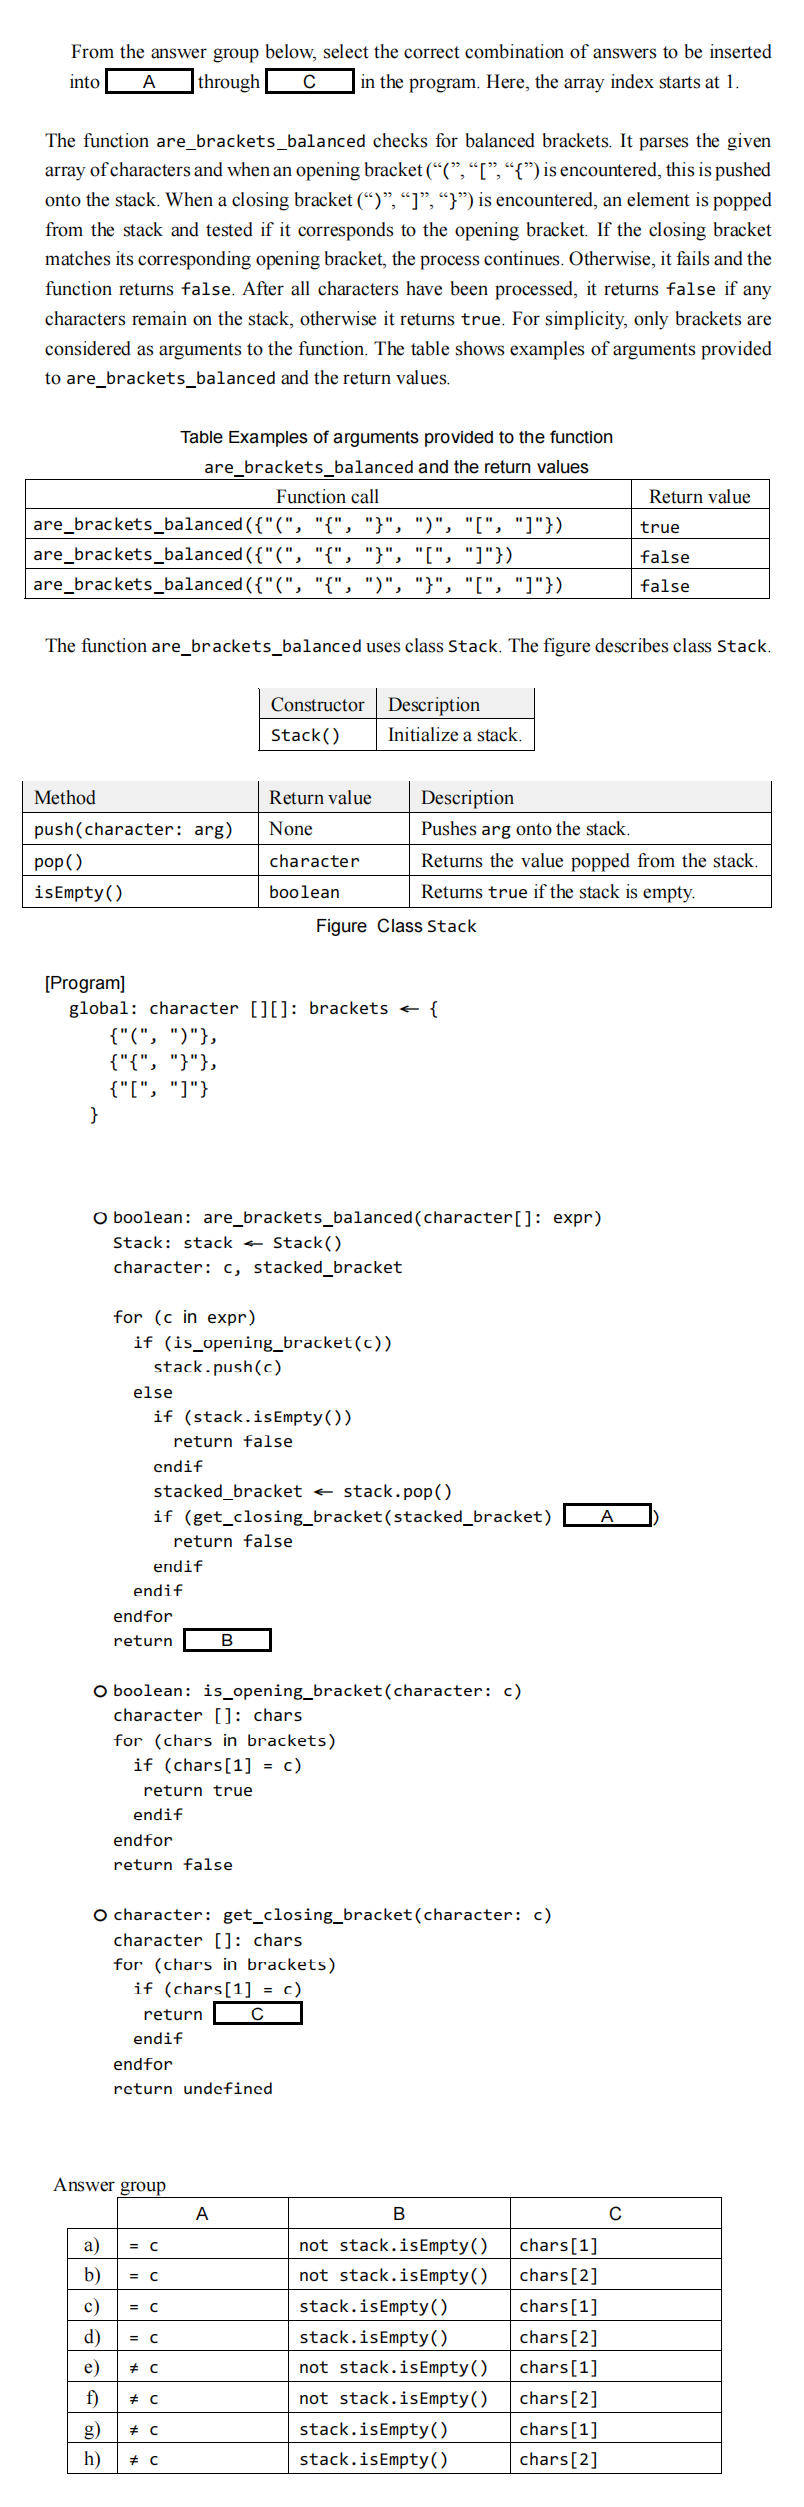 From the answer group below, select the correct combination of answers to be inserted
into A through C in the program. Here, the array index starts at 1.
The function are_brackets_balanced checks for balanced brackets. It parses the given
array of characters and when an opening bracket (“(”, “[”, “{”) is encountered, this is pushed
onto the stack. When a closing bracket (“)”, “]”, “}”) is encountered, an element is popped
from the stack and tested if it corresponds to the opening bracket. If the closing bracket
matches its corresponding opening bracket, the process continues. Otherwise, it fails and the
function returns false. After all characters have been processed, it returns false if any
characters remain on the stack, otherwise it returns true. For simplicity, only brackets are
considered as arguments to the function. The table shows examples of arguments provided
to are_brackets_balanced and the return values.
Table Examples of arguments provided to the function
are_brackets_balanced and the return values
Function call Return value
are_brackets_balanced({"(", "{", "}", ")", "[", "]"}) true
are_brackets_balanced({"(", "{", "}", "[", "]"}) false
are_brackets_balanced({"(", "{", ")", "}", "[", "]"}) false
The function are_brackets_balanced uses class Stack. The figure describes class Stack.
Constructor Description
Stack() Initialize a stack.
Method Return value Description
push(character: arg) None Pushes arg onto the stack.
pop() character Returns the value popped from the stack.
isEmpty() boolean Returns true if the stack is empty.
Figure Class Stack
[Program]
global: character [][]: brackets ← {
{"(", ")"},
{"{", "}"},
{"[", "]"}
}
○ boolean: are_brackets_balanced(character[]: expr)
Stack: stack ← Stack()
character: c, stacked_bracket
for (c in expr)
if (is_opening_bracket(c))
stack.push(c)
else
if (stack.isEmpty())
return false
endif
stacked_bracket ← stack.pop()
if (get_closing_bracket(stacked_bracket) A )
return false
endif
endif
endfor
return B
○ boolean: is_opening_bracket(character: c)
character []: chars
for (chars in brackets)
if (chars[1] = c)
return true
endif
endfor
return false
○ character: get_closing_bracket(character: c)
character []: chars
for (chars in brackets)
if (chars[1] = c)
return C
endif
endfor
return undefined
Answer group
A B C
a) = c not stack.isEmpty() chars[1]
b) = c not stack.isEmpty() chars[2]
c) = c stack.isEmpty() chars[1]
d) = c stack.isEmpty() chars[2]
e) ≠ c not stack.isEmpty() chars[1]
f) ≠ c not stack.isEmpty() chars[2]
g) ≠ c stack.isEmpty() chars[1]
h) ≠ c stack.isEmpty() chars[2]